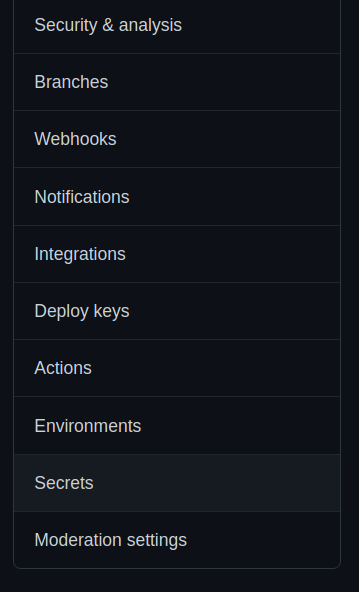 Security & analysis
Branches
Webhooks
Notifications
Integrations
Deploy keys
Actions
Environments
Secrets
Moderation settings